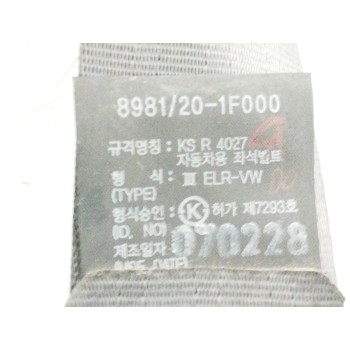 8981/20-1F000
규격명칭 : KS R 4027
자동차용 좌석벨트
형 식 : Ⅲ ELR-VW
(TYPE)
형식승인 : K 허가 제7293호
(ID, NO)
제조일자 070228